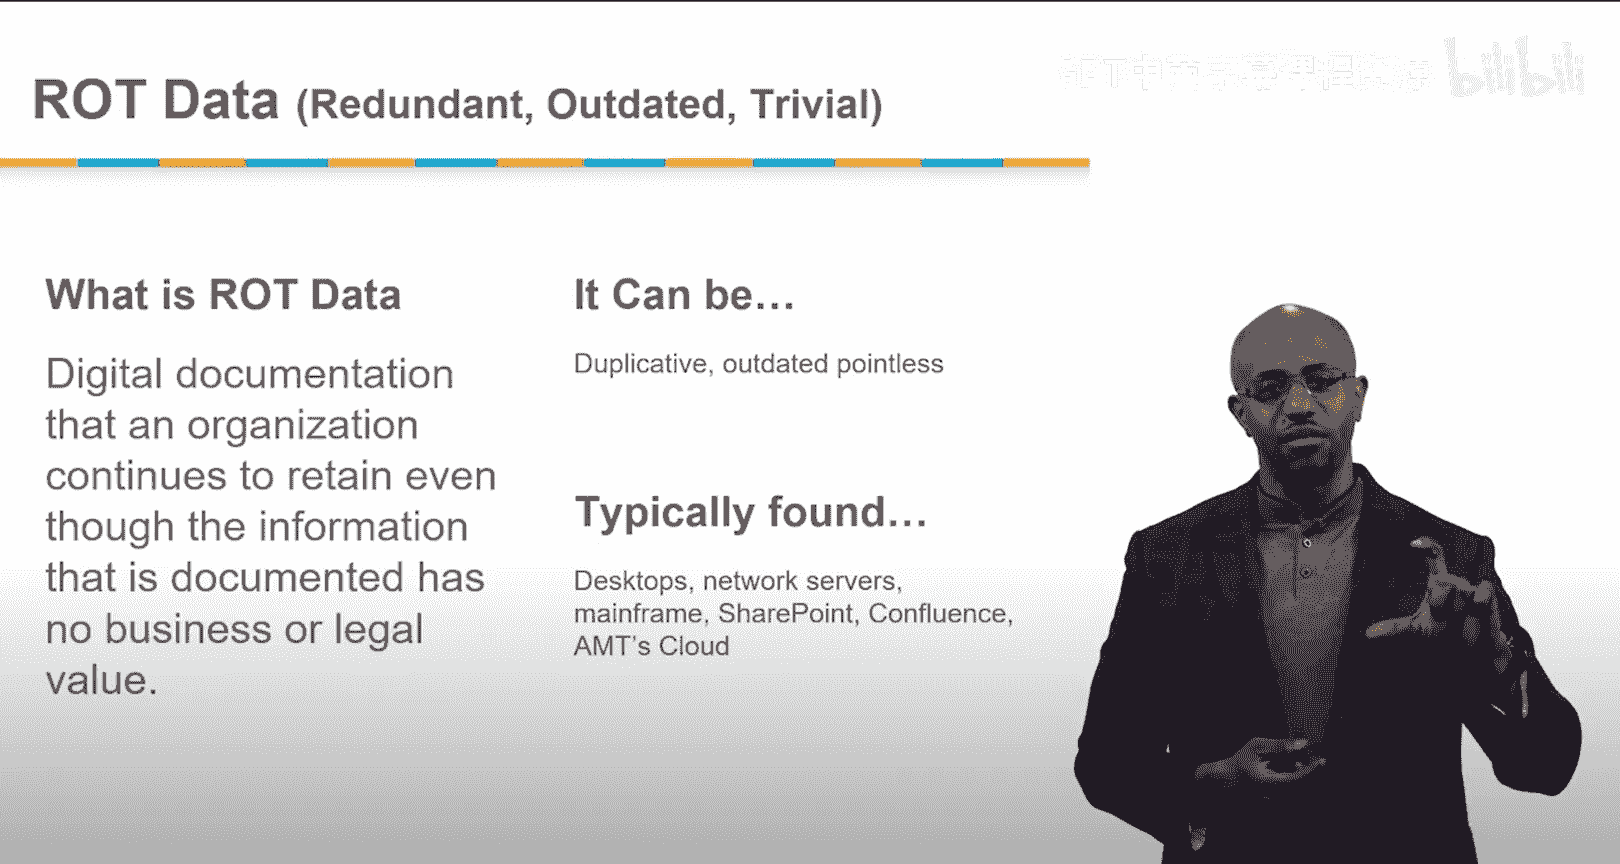 bilibili
ROT Data (Redundant, Outdated, Trivial)
What is ROT Data
Digital documentation
that an organization
continues to retain even
though the information
that is documented has
no business or legal
value.
It Can be…
Duplicative, outdated pointless
Typically found…
Desktops, network servers,
mainframe, SharePoint, Confluence,
AMT's Cloud